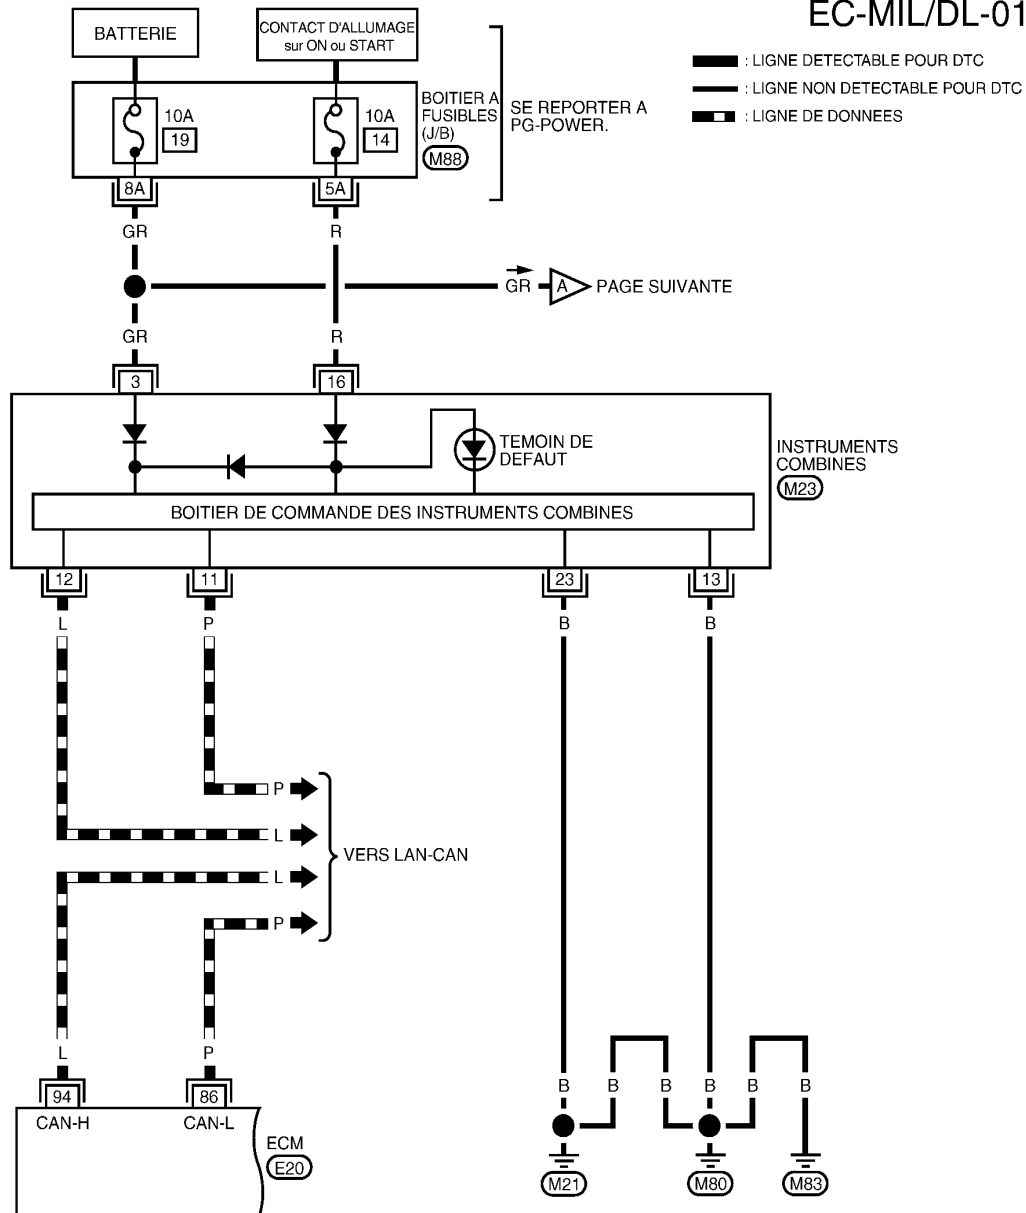 EC-MIL/DL-01
BATTERIE
CONTACT D'ALLUMAGE
sur ON ou START
: LIGNE DETECTABLE POUR DTC
: LIGNE NON DETECTABLE POUR DTC
: LIGNE DE DONNEES
10A
19
10A
14
BOITIER A
FUSIBLES
(J/B)
M88
SE REPORTER A
PG-POWER.
8A
5A
GR
R
GR
A
PAGE SUIVANTE
GR
R
3
16
TEMOIN DE
DEFAUT
INSTRUMENTS
COMBINES
M23
BOITIER DE COMMANDE DES INSTRUMENTS COMBINES
12
11
23
13
L
P
B
B
P
L
VERS LAN-CAN
L
P
L
P
94
86
CAN-H
CAN-L
ECM
E20
B
B
B
B
B
B
M21
M80
M83